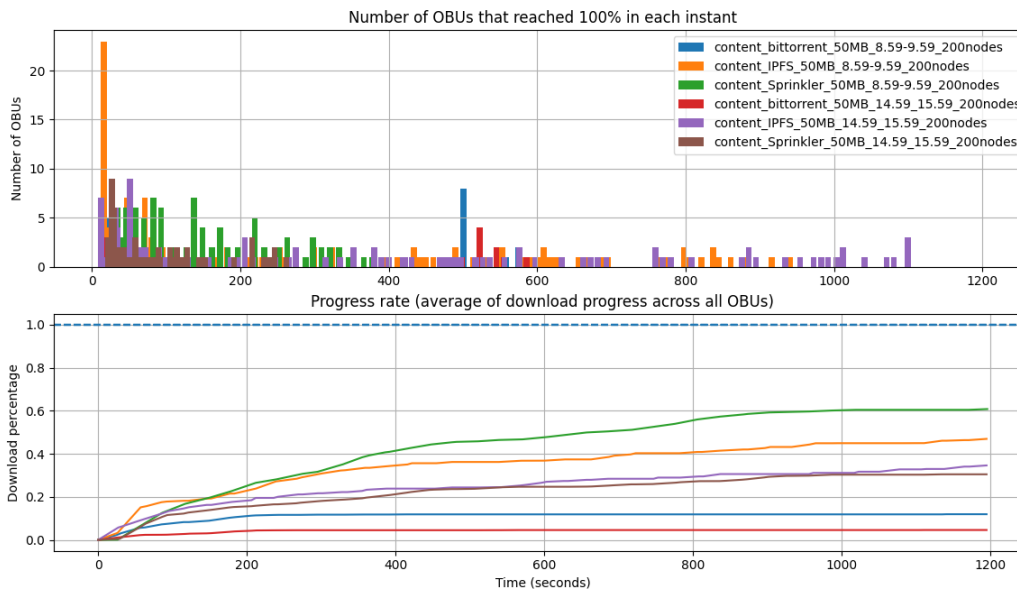 Number of OBUs that reached 100% in each instant
Number of OBUs
20
15
10
5
0
content_bittorrent_50MB_8.59-9.59_200nodes
content_IPFS_50MB_8.59-9.59_200nodes
content_Sprinkler_50MB_8.59-9.59_200nodes
content_bittorrent_50MB_14.59_15.59_200nodes
content_IPFS_50MB_14.59_15.59_200nodes
content_Sprinkler_50MB_14.59_15.59_200nodes
0 200 400 600 800 1000 1200
Progress rate (average of download progress across all OBUs)
Download percentage
1.0
0.8
0.6
0.4
0.2
0.0
0 200 400 600 800 1000 1200
Time (seconds)